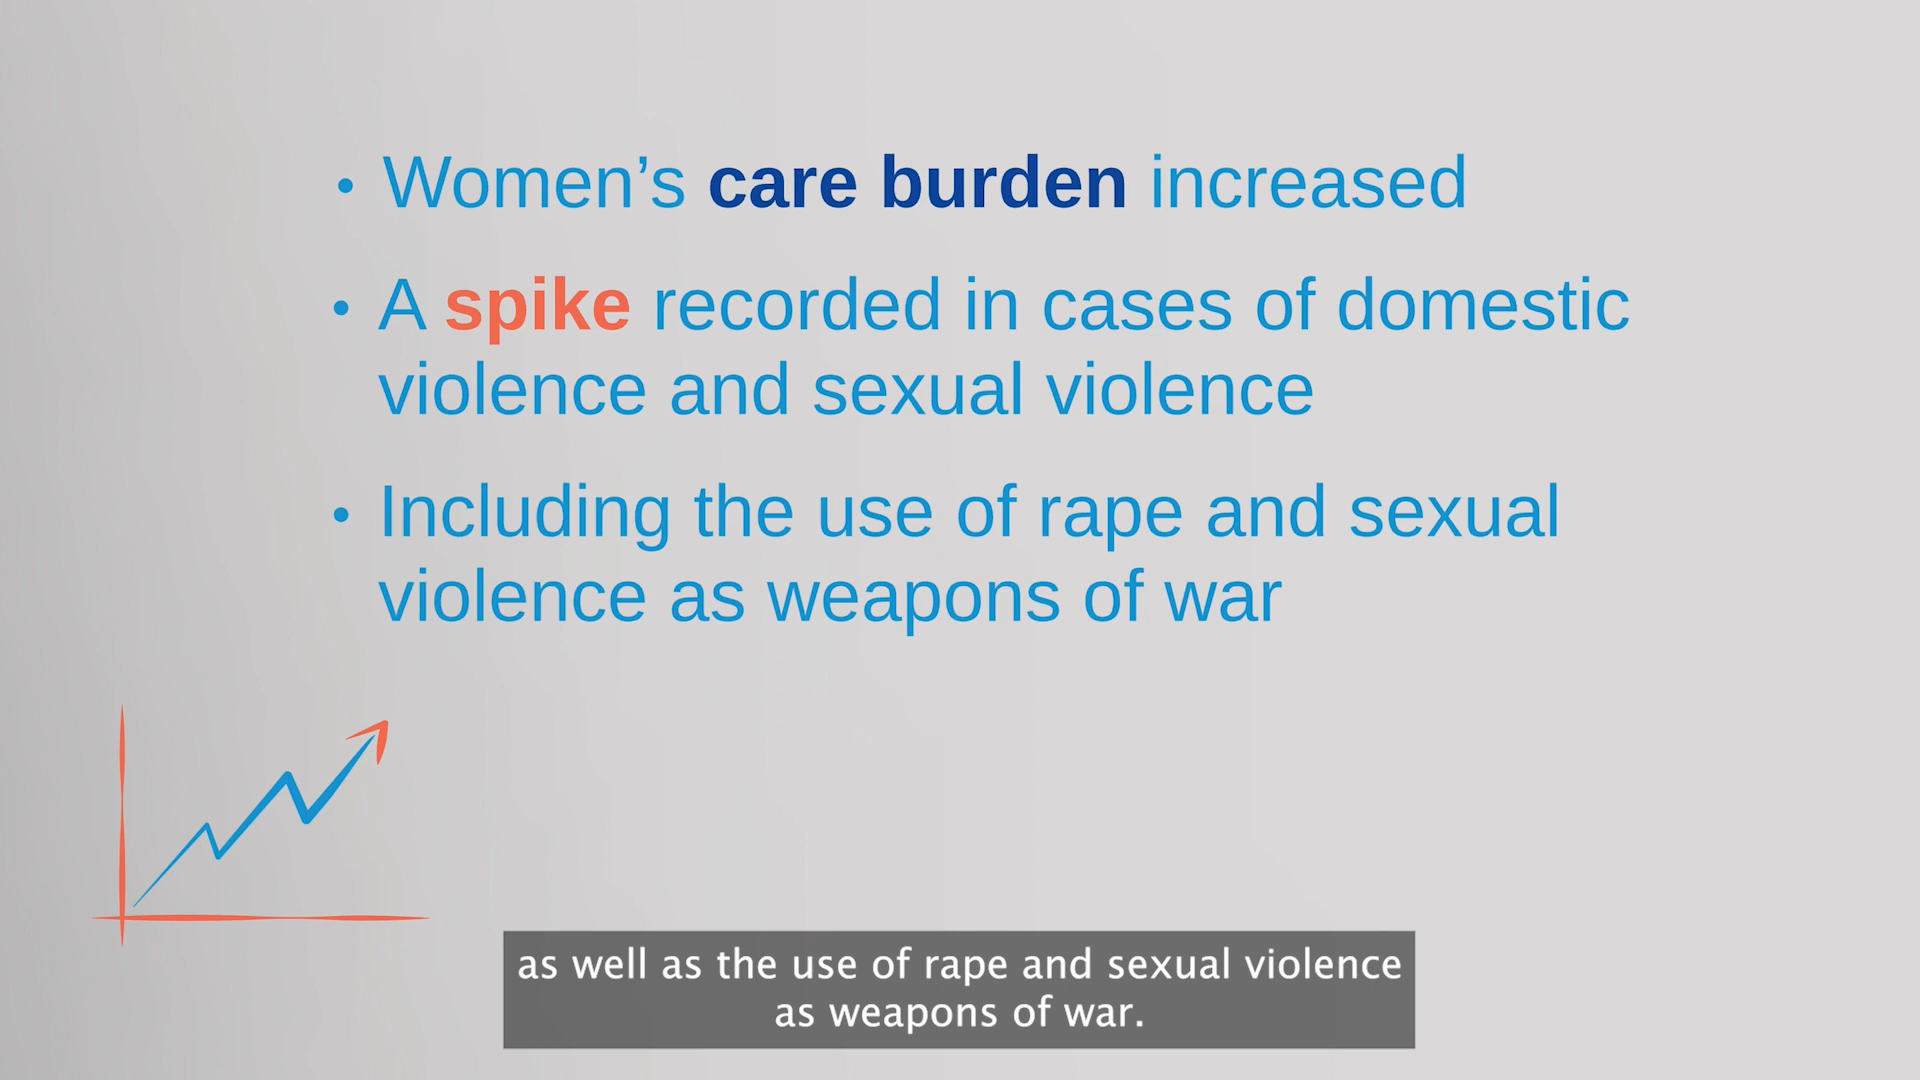 • Women’s care burden increased
• A spike recorded in cases of domestic
violence and sexual violence
• Including the use of rape and sexual
violence as weapons of war
as well as the use of rape and sexual violence
as weapons of war.